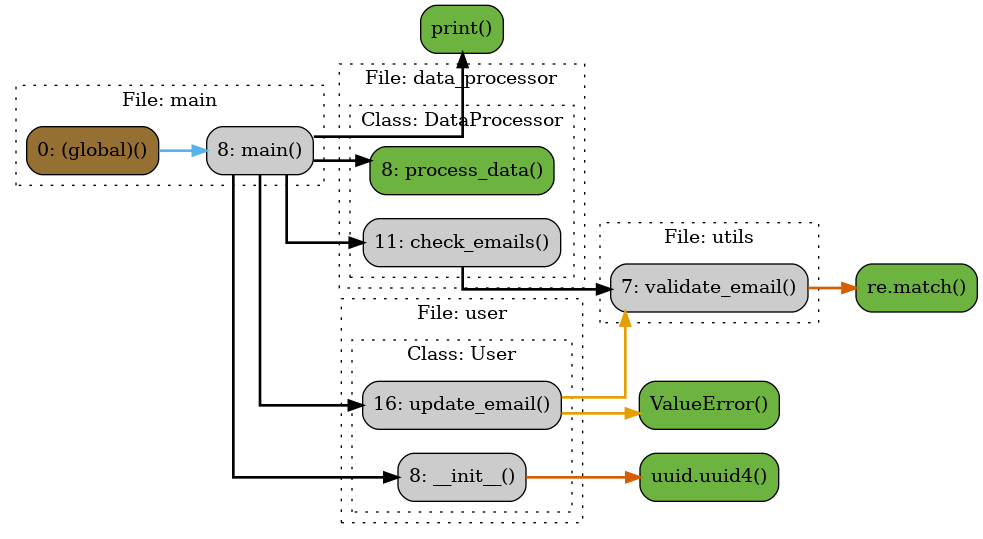 print()
File: main
0: (global)()
8: main()
File: data_processor
Class: DataProcessor
8: process_data()
11: check_emails()
File: utils
7: validate_email()
re.match()
File: user
Class: User
16: update_email()
ValueError()
8: __init__()
uuid.uuid4()